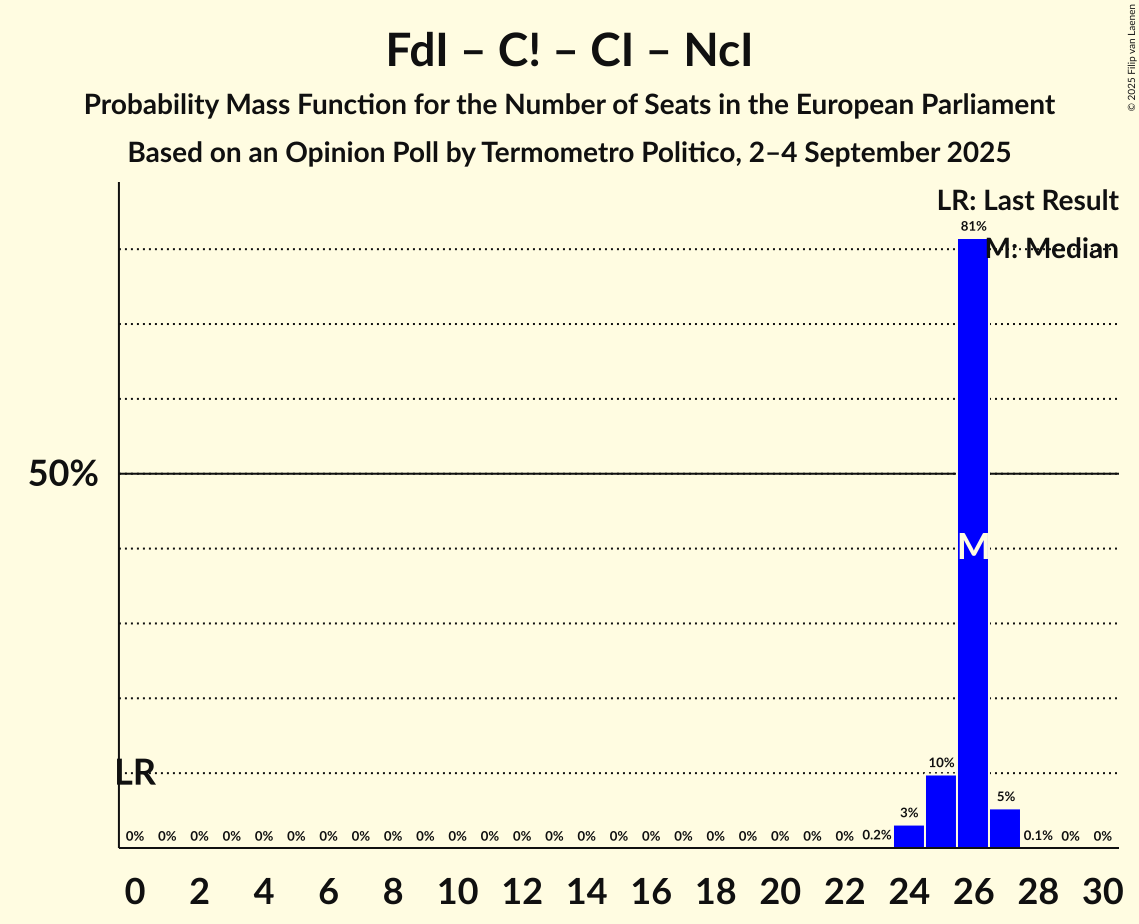 FdI – C! – CI – NcI
Probability Mass Function for the Number of Seats in the European Parliament
Based on an Opinion Poll by Termometro Politico, 2–4 September 2025
© 2025 Filip van Laenen
LR: Last Result
M: Median
81%
50%
M
LR
10%
5%
3%
0% 0% 0% 0% 0% 0% 0% 0% 0% 0% 0% 0% 0% 0% 0% 0% 0% 0% 0% 0% 0% 0% 0% 0.2% 0.1% 0% 0%
0 2 4 6 8 10 12 14 16 18 20 22 24 26 28 30